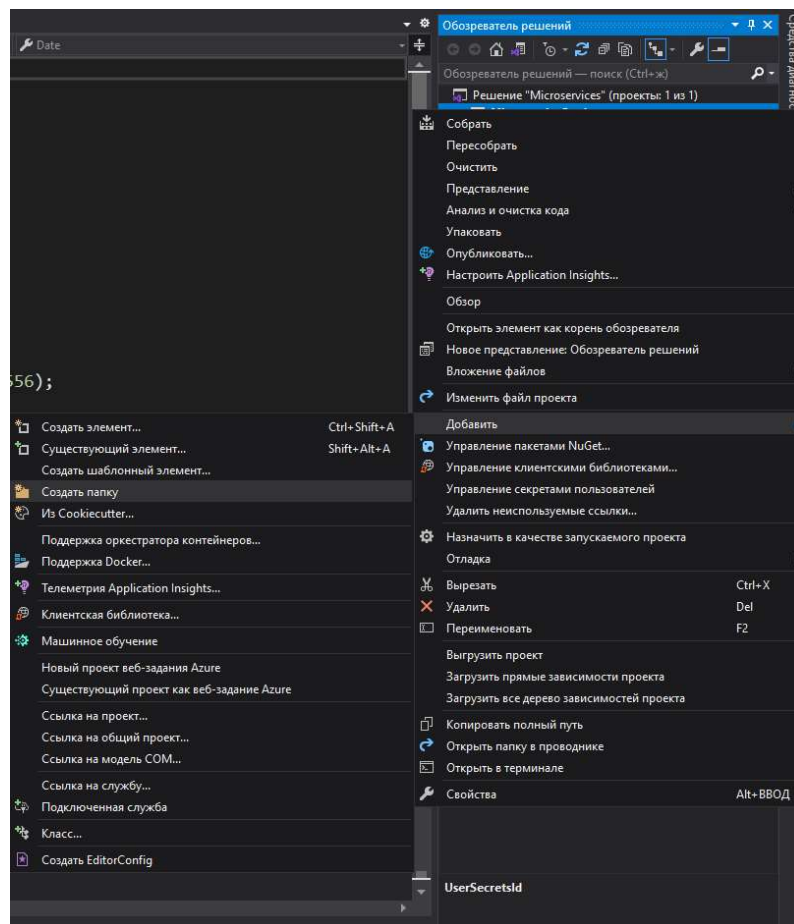 Обозреватель решений
Date
Обозреватель решений — поиск (Ctrl+ж)
Решение "Microservices" (проекты: 1 из 1)
Средства диагнос
Собрать
Пересобрать
Очистить
Представление
Анализ и очистка кода
Упаковать
Опубликовать...
Настроить Application Insights...
Обзор
Открыть элемент как корень обозревателя
Новое представление: Обозреватель решений
Вложение файлов
Изменить файл проекта
Добавить
Управление пакетами NuGet...
Управление клиентскими библиотеками...
Управление секретами пользователей
Удалить неиспользуемые ссылки...
Назначить в качестве запускаемого проекта
Отладка
Вырезать Ctrl+X
Удалить Del
Переименовать F2
Выгрузить проект
Загрузить прямые зависимости проекта
Загрузить все дерево зависимостей проекта
Копировать полный путь
Открыть папку в проводнике
Открыть в терминале
Свойства Alt+ВВОД
556);
Создать элемент... Ctrl+Shift+A
Существующий элемент... Shift+Alt+A
Создать шаблонный элемент...
Создать папку
Из Cookiecutter...
Поддержка оркестратора контейнеров...
Поддержка Docker...
Телеметрия Application Insights...
Клиентская библиотека...
Машинное обучение
Новый проект веб-задания Azure
Существующий проект как веб-задание Azure
Ссылка на проект...
Ссылка на общий проект...
Ссылка на модель COM...
Ссылка на службу...
Подключенная служба
Класс...
Создать EditorConfig
UserSecretsId